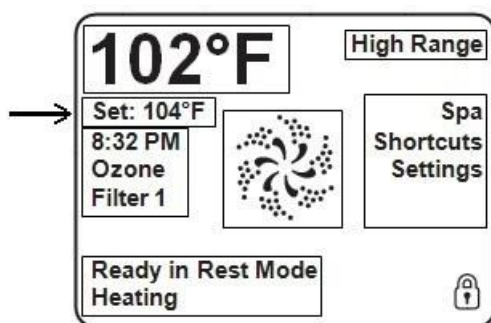 102°F
High Range
Set: 104°F
8:32 PM
Ozone
Filter 1
Spa
Shortcuts
Settings
Ready in Rest Mode
Heating